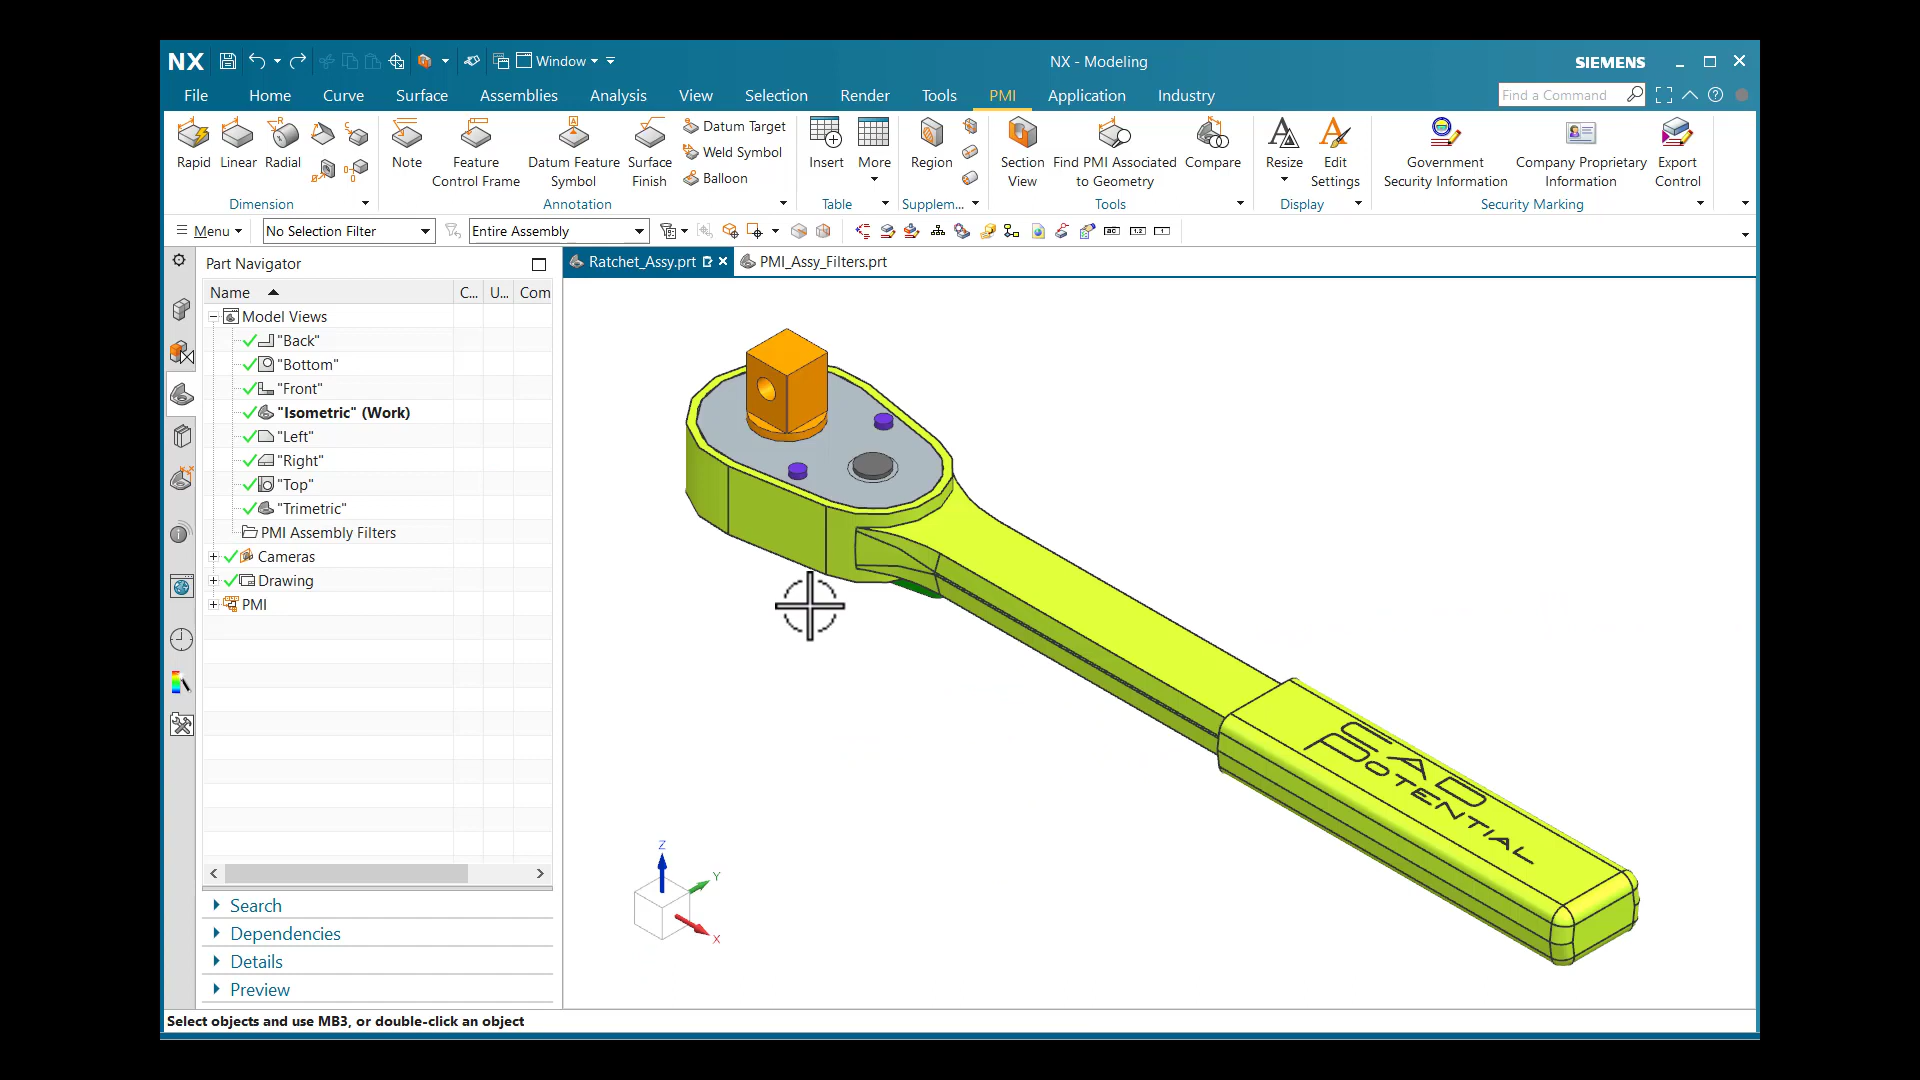 NX
Window
NX - Modeling
SIEMENS
File Home Curve Surface Assemblies Analysis View Selection Render Tools PMI Application Industry
Find a Command
Rapid
Linear
Radial
Dimension
Note
Feature
Control Frame
Datum Feature
Symbol
Surface
Finish
Datum Target
Weld Symbol
Balloon
Annotation
Insert
More
Table
Region
Supplem...
Section
View
Find PMI Associated
to Geometry
Compare
Tools
Resize
Edit
Settings
Display
Government
Security Information
Company Proprietary
Information
Export
Control
Security Marking
Menu
No Selection Filter
Entire Assembly
Part Navigator
Ratchet_Assy.prt
PMI_Assy_Filters.prt
Name C... U... Com
Model Views
"Back"
"Bottom"
"Front"
"Isometric" (Work)
"Left"
"Right"
"Top"
"Trimetric"
PMI Assembly Filters
Cameras
Drawing
PMI
CAD
POTENTIAL
Z
Y
X
Search
Dependencies
Details
Preview
Select objects and use MB3, or double-click an object